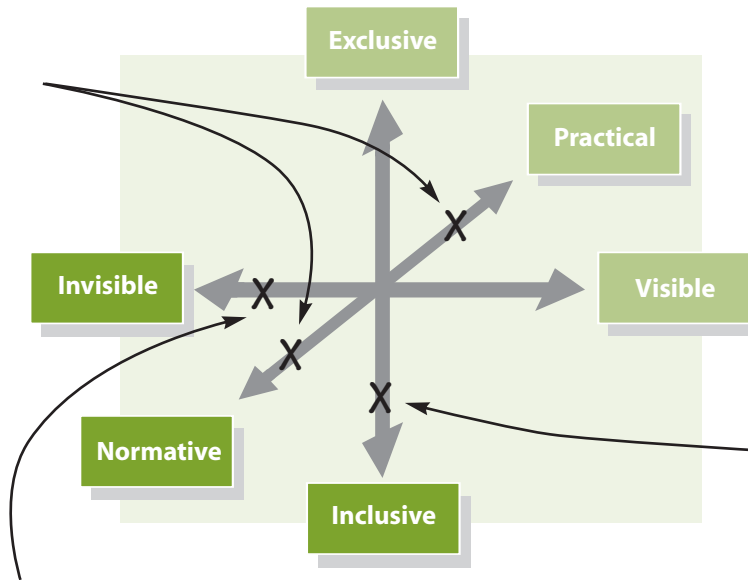 Exclusive
Practical
Invisible
X
X
Visible
X
X
Normative
Inclusive